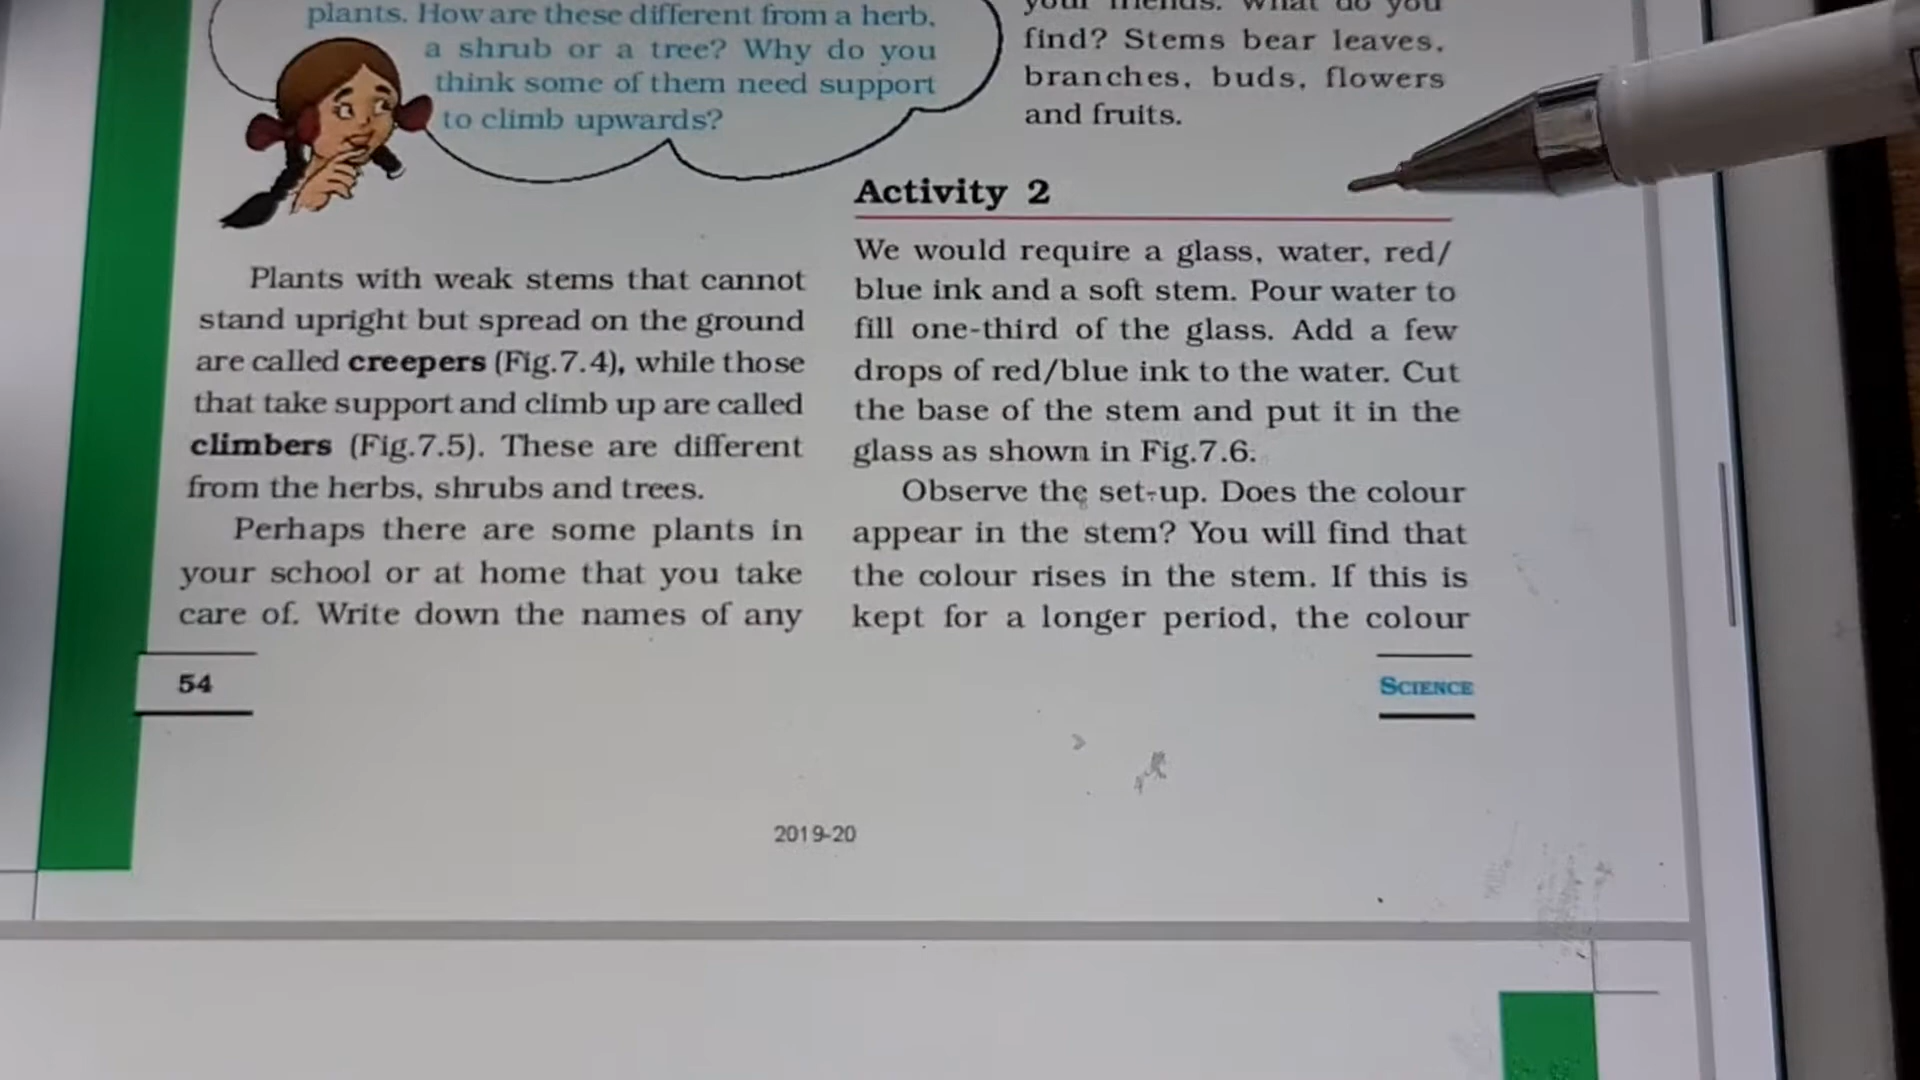 plants. How are these different from a herb,
a shrub or a tree? Why do you
think some of them need support
to climb upwards?
Plants with weak stems that cannot
stand upright but spread on the ground
are called creepers (Fig.7.4), while those
that take support and climb up are called
climbers (Fig.7.5). These are different
from the herbs, shrubs and trees.
Perhaps there are some plants in
your school or at home that you take
care of. Write down the names of any
your friends. What do you
find? Stems bear leaves,
branches, buds, flowers
and fruits.
Activity 2
We would require a glass, water, red/
blue ink and a soft stem. Pour water to
fill one-third of the glass. Add a few
drops of red/blue ink to the water. Cut
the base of the stem and put it in the
glass as shown in Fig.7.6.
Observe the set-up. Does the colour
appear in the stem? You will find that
the colour rises in the stem. If this is
kept for a longer period, the colour
54
SCIENCE
2019-20